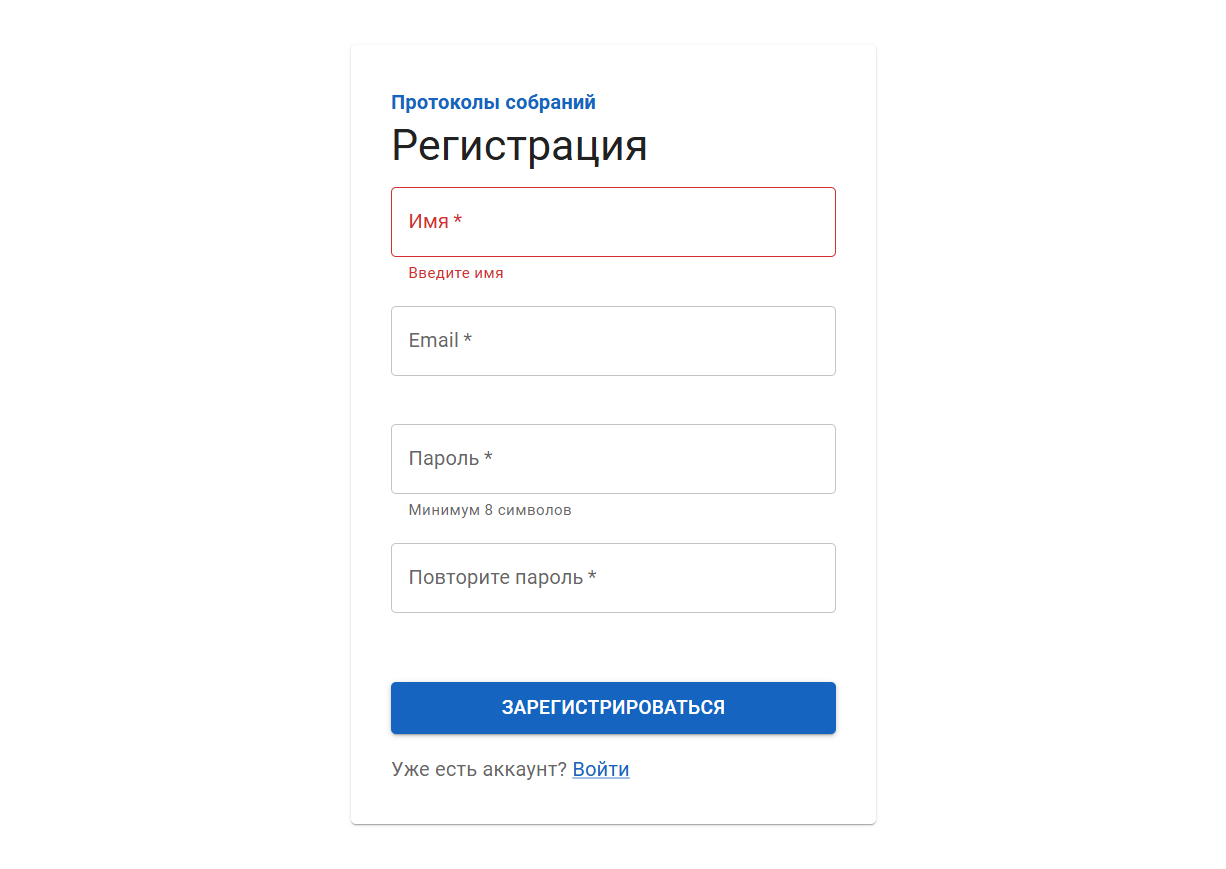 Протоколы собраний
Регистрация
Имя *
Введите имя
Email *
Пароль *
Минимум 8 символов
Повторите пароль *
ЗАРЕГИСТРИРОВАТЬСЯ
Уже есть аккаунт? Войти